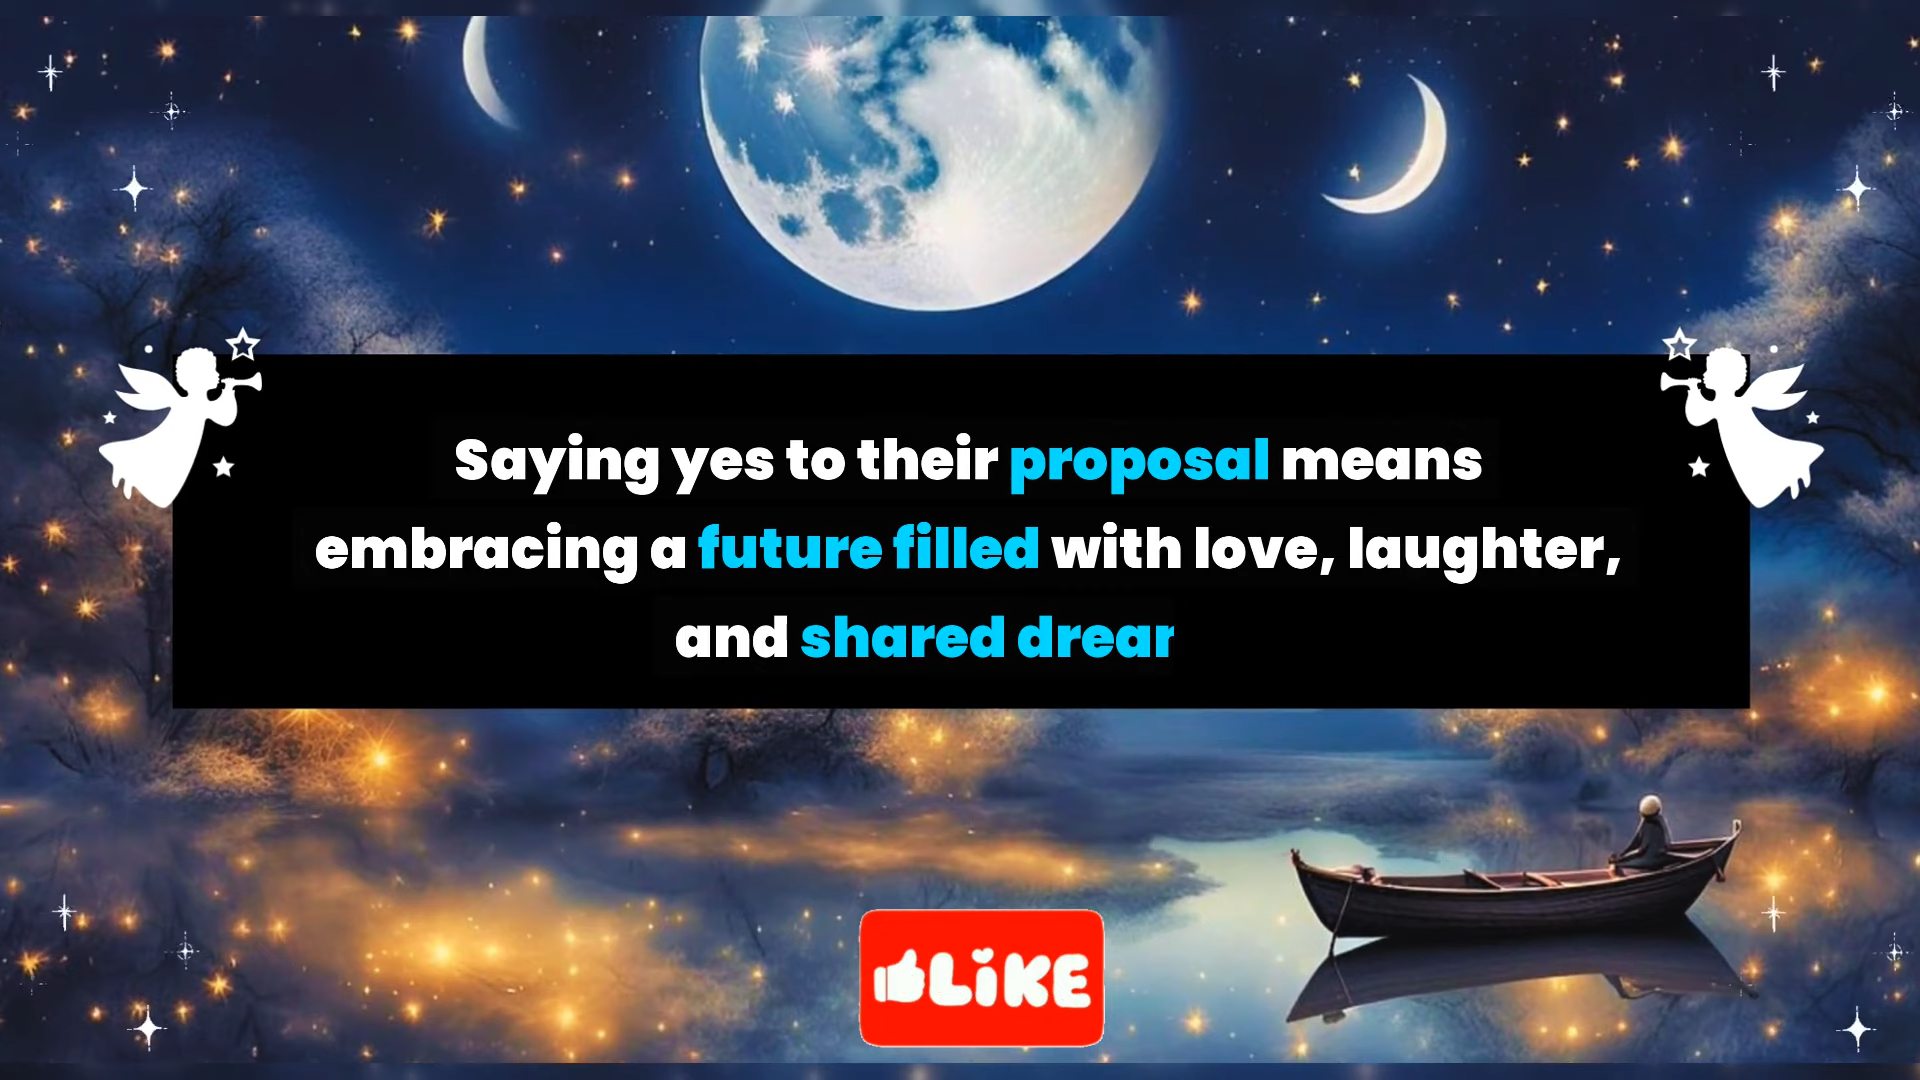 Saying yes to their proposal means
embracing a future filled with love, laughter,
and shared drear
LiKE